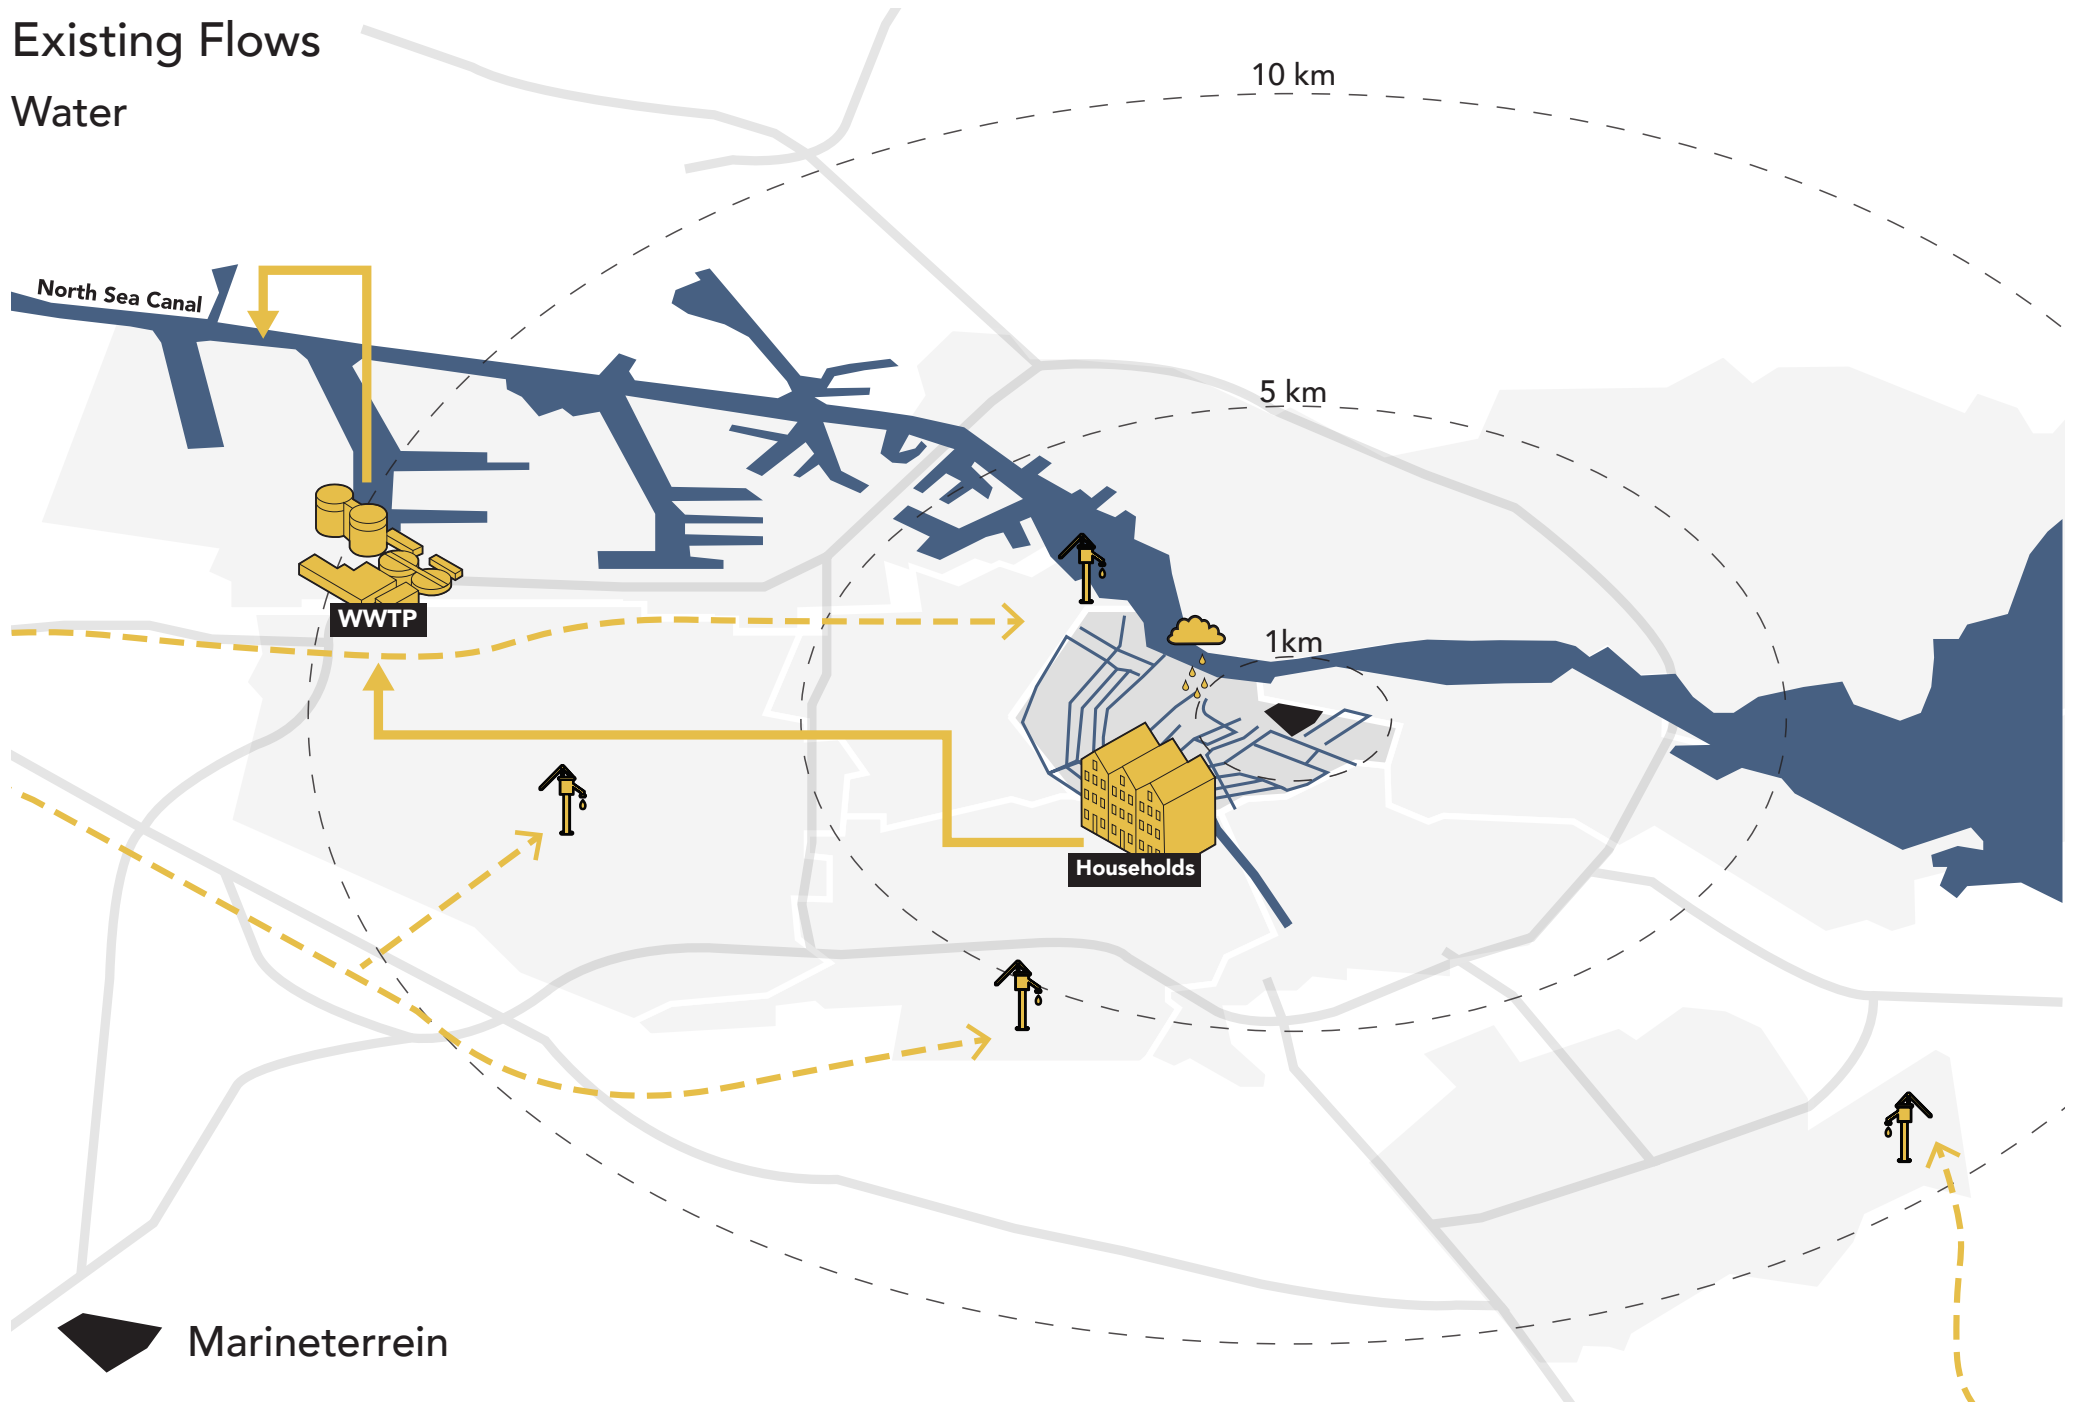 Existing Flows
Water
10 km
North Sea Canal
5 km
WWTP
1km
Households
Marineterrein